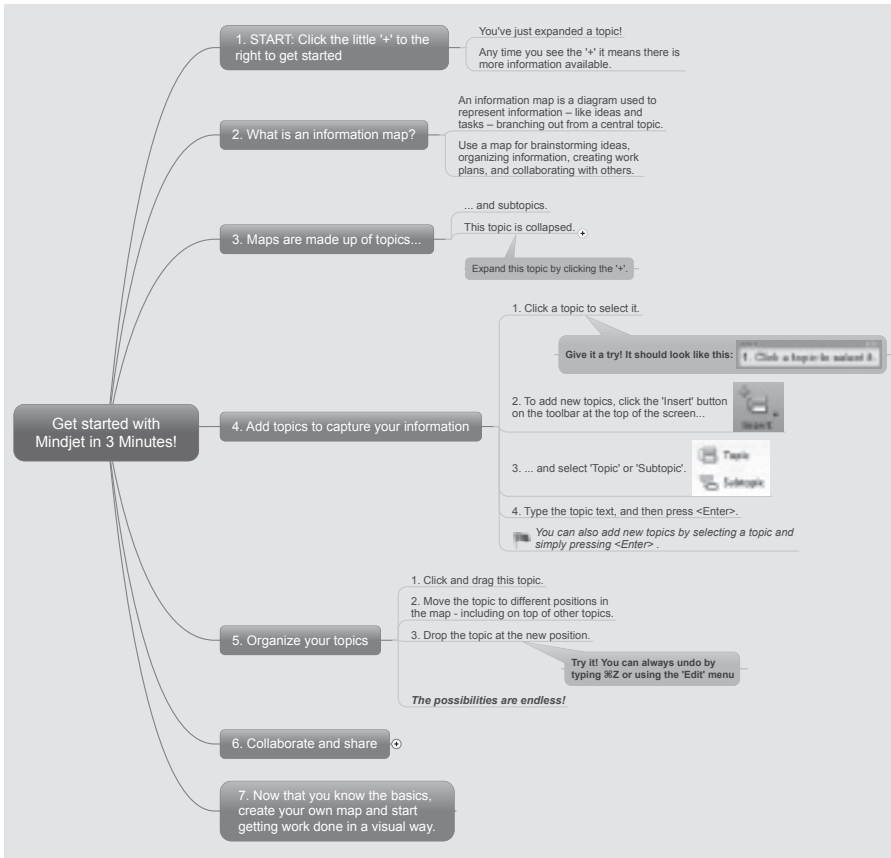 Get started with
Mindjet in 3 Minutes!
1. START: Click the little '+' to the
right to get started
You've just expanded a topic!
Any time you see the '+' it means there is
more information available.
2. What is an information map?
An information map is a diagram used to
represent information – like ideas and
tasks – branching out from a central topic.
Use a map for brainstorming ideas,
organizing information, creating work
plans, and collaborating with others.
3. Maps are made up of topics...
... and subtopics.
This topic is collapsed.
Expand this topic by clicking the '+'.
4. Add topics to capture your information
1. Click a topic to select it.
Give it a try! It should look like this:
1. Click a topic to select it.
2. To add new topics, click the 'Insert' button
on the toolbar at the top of the screen...
Insert
3. ... and select 'Topic' or 'Subtopic'.
Topic
Subtopic
4. Type the topic text, and then press <Enter>.
You can also add new topics by selecting a topic and
simply pressing <Enter> .
5. Organize your topics
1. Click and drag this topic.
2. Move the topic to different positions in
the map - including on top of other topics.
3. Drop the topic at the new position.
Try it! You can always undo by
typing ⌘Z or using the 'Edit' menu
The possibilities are endless!
6. Collaborate and share
7. Now that you know the basics,
create your own map and start
getting work done in a visual way.